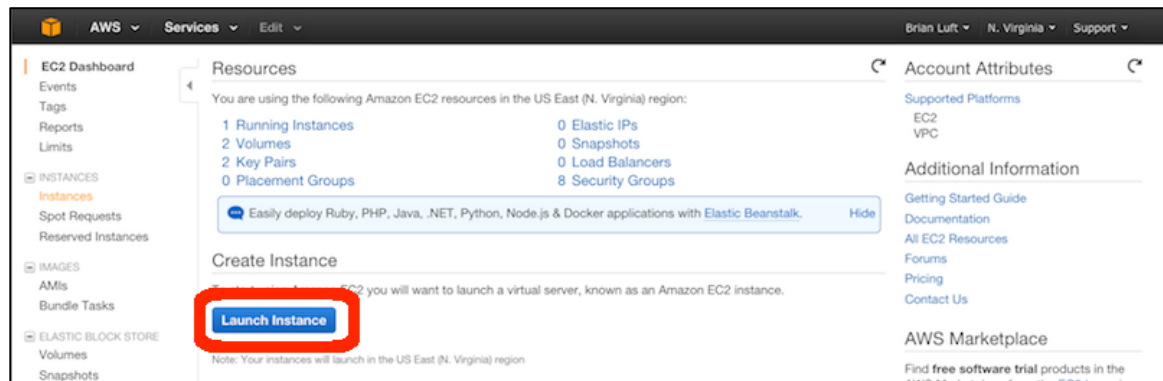 AWS Services Edit Brian Luft N. Virginia Support
EC2 Dashboard
Events
Tags
Reports
Limits
INSTANCES
Instances
Spot Requests
Reserved Instances
IMAGES
AMIs
Bundle Tasks
ELASTIC BLOCK STORE
Volumes
Snapshots
Resources
You are using the following Amazon EC2 resources in the US East (N. Virginia) region:
1 Running Instances 0 Elastic IPs
2 Volumes 0 Snapshots
2 Key Pairs 0 Load Balancers
0 Placement Groups 8 Security Groups
Easily deploy Ruby, PHP, Java, .NET, Python, Node.js & Docker applications with Elastic Beanstalk. Hide
Create Instance
EC2 you will want to launch a virtual server, known as an Amazon EC2 instance.
Launch Instance
Note: Your instances will launch in the US East (N. Virginia) region
Account Attributes
Supported Platforms
EC2
VPC
Additional Information
Getting Started Guide
Documentation
All EC2 Resources
Forums
Pricing
Contact Us
AWS Marketplace
Find free software trial products in the